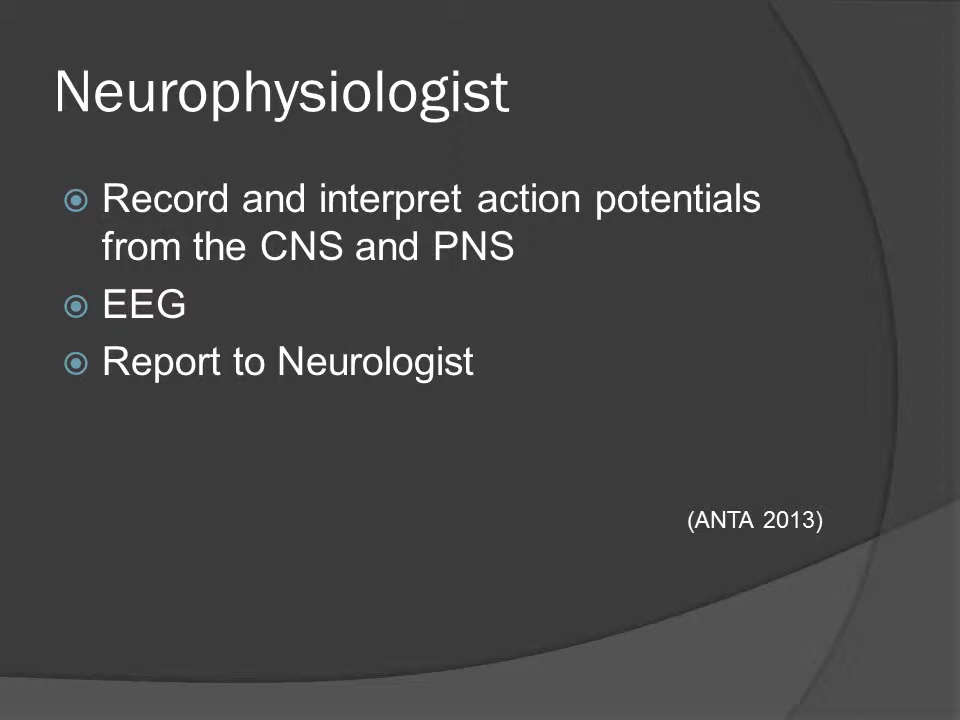 Neurophysiologist
Record and interpret action potentials
from the CNS and PNS
EEG
Report to Neurologist
(ANTA 2013)